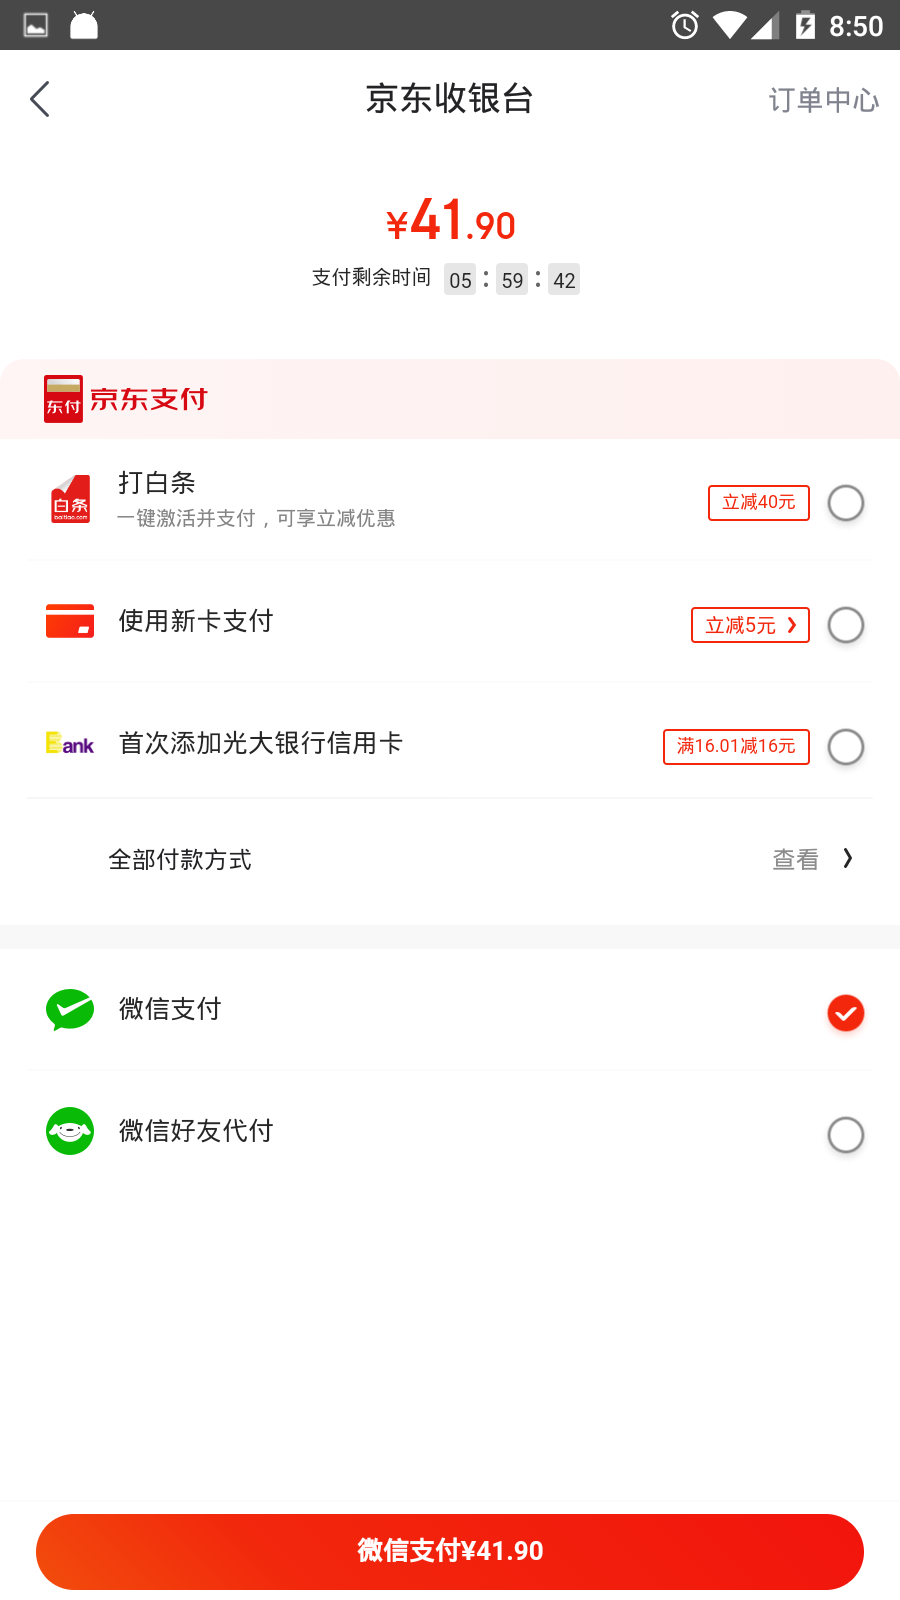 8:50
京东收银台
订单中心
¥41.90
支付剩余时间 05 : 59 : 42
东付 京东支付
白条
baitiao.com
打白条
一键激活并支付，可享立减优惠
立减40元
使用新卡支付
立减5元
Bank
首次添加光大银行信用卡
满16.01减16元
全部付款方式
查看
微信支付
微信好友代付
微信支付¥41.90